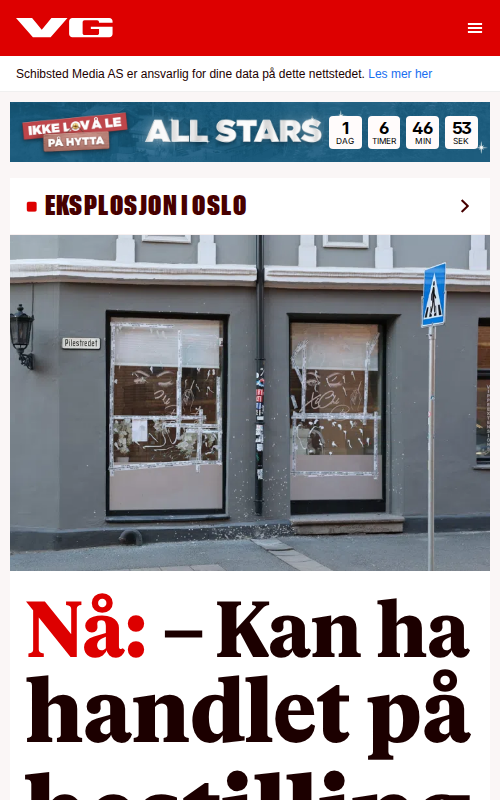 VG
Schibsted Media AS er ansvarlig for dine data på dette nettstedet. Les mer her
IKKE LOV Å LE
PÅ HYTTA
ALL STARS
1 6 46 53
DAG TIMER MIN SEK
EKSPLOSJON I OSLO
Pilestredet
Nå: – Kan ha
handlet på
bestilling